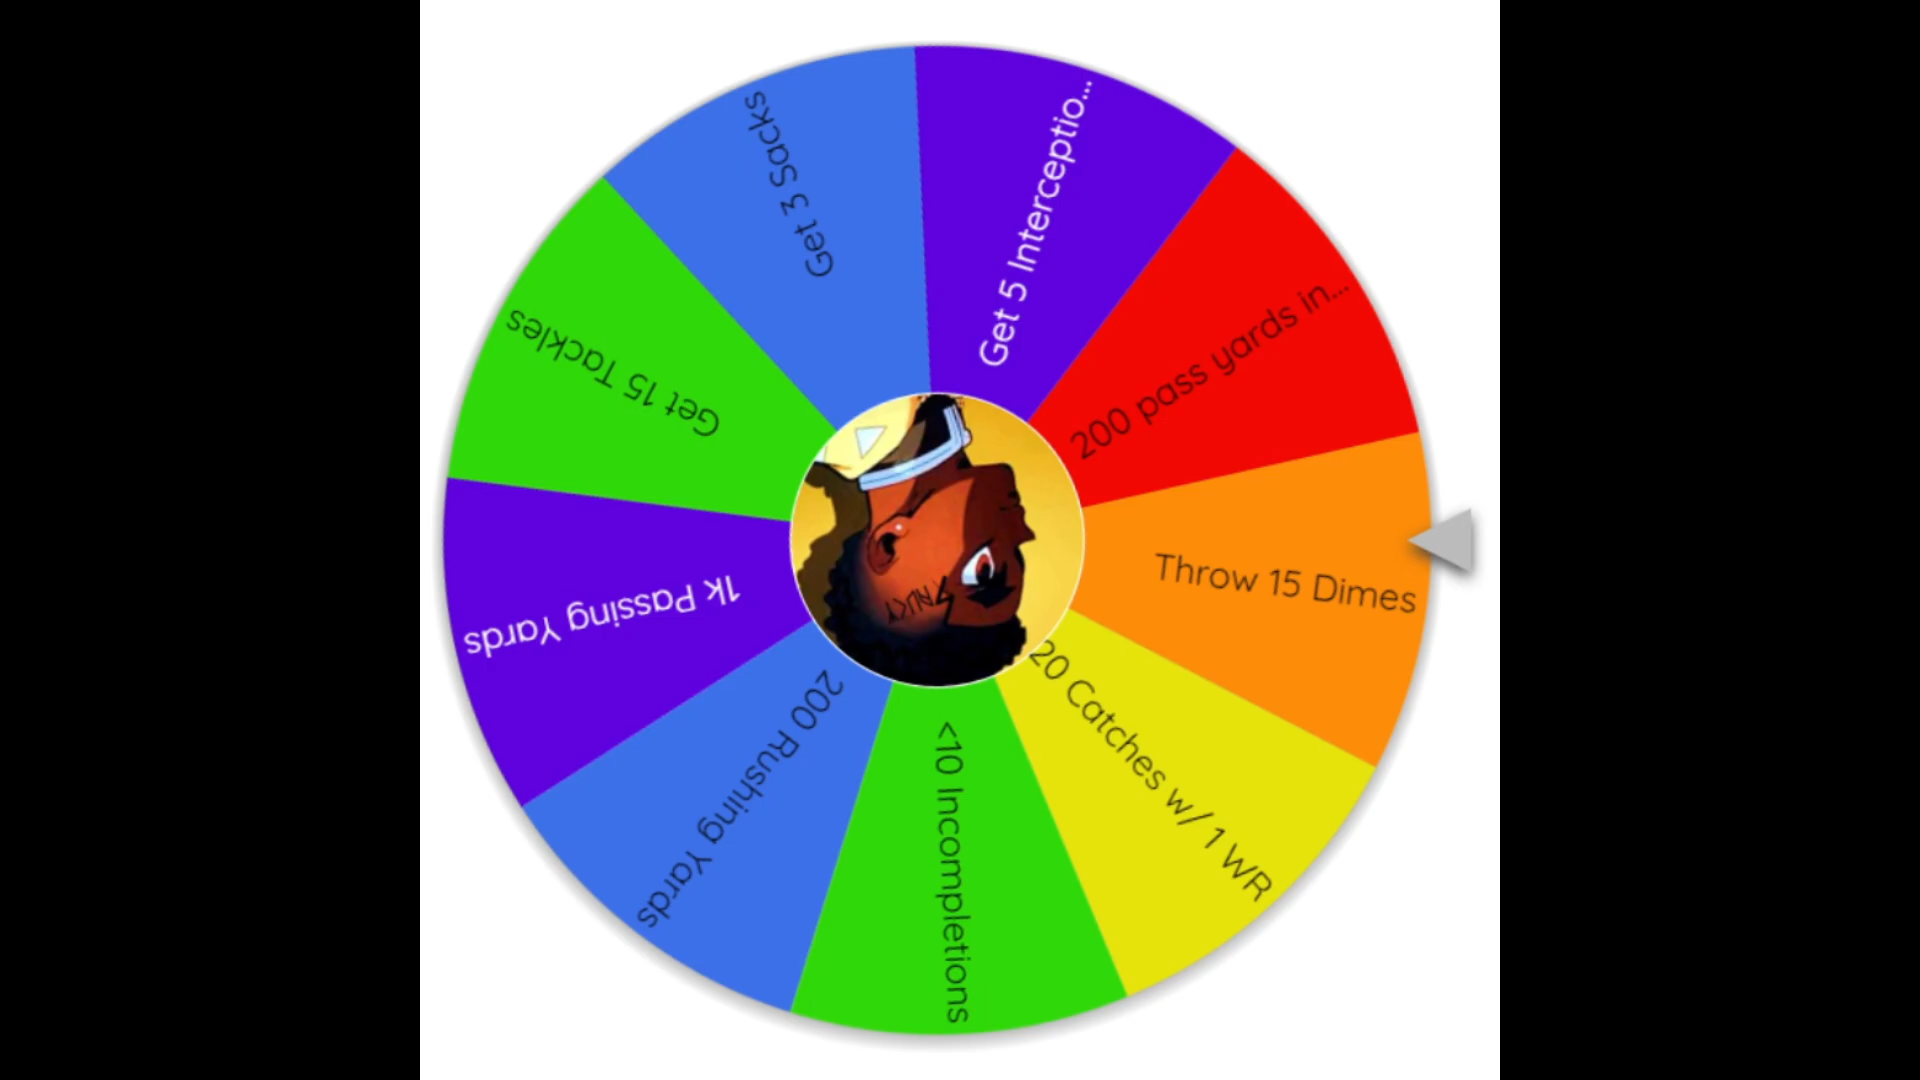 Get 5 Interceptio...
200 pass yards in...
Throw 15 Dimes
20 Catches w/ 1 WR
<10 Incompletions
200 Rushing Yards
1k Passing Yards
Get 15 Tackles
Get 3 Sacks